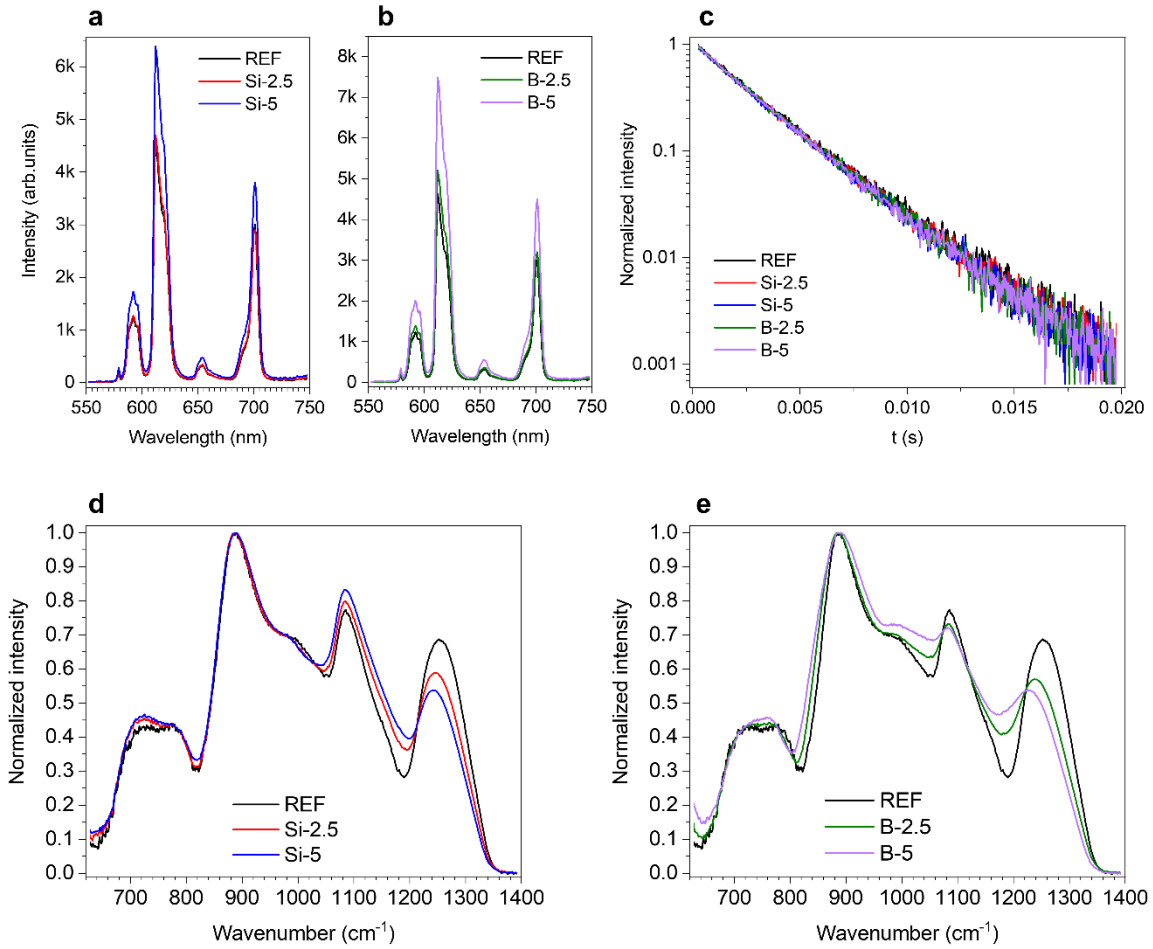 a
REF
Si-2.5
Si-5
6k
5k
4k
3k
2k
1k
0
550 600 650 700 750
Intensity (arb.units)
Wavelength (nm)
b
REF
B-2.5
B-5
8k
7k
6k
5k
4k
3k
2k
1k
0
550 600 650 700 750
Wavelength (nm)
c
1
0.1
0.01
0.001
Normalized intensity
REF
Si-2.5
Si-5
B-2.5
B-5
0.000 0.005 0.010 0.015 0.020
t (s)
d
1.0
0.9
0.8
0.7
0.6
0.5
0.4
0.3
0.2
0.1
0.0
Normalized intensity
REF
Si-2.5
Si-5
700 800 900 1000 1100 1200 1300 1400
Wavenumber (cm⁻¹)
e
1.0
0.9
0.8
0.7
0.6
0.5
0.4
0.3
0.2
0.1
0.0
Normalized intensity
REF
B-2.5
B-5
700 800 900 1000 1100 1200 1300 1400
Wavenumber (cm⁻¹)